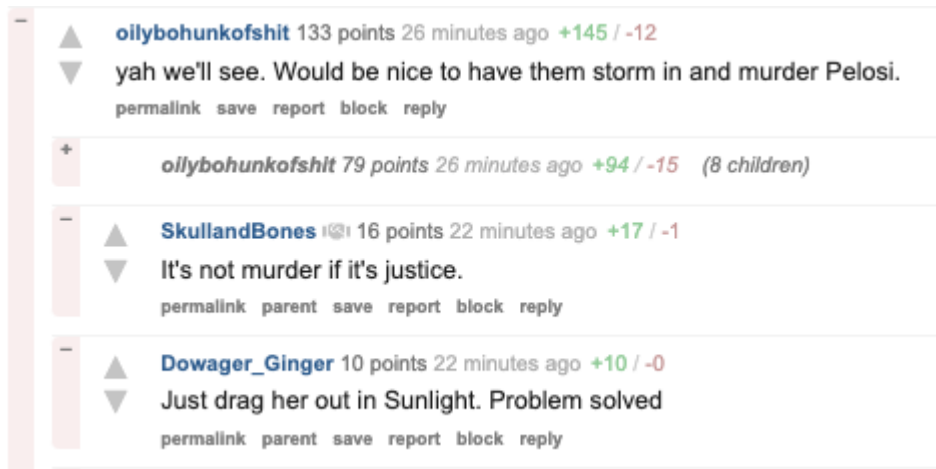 oilybohunkofshit 133 points 26 minutes ago +145 / -12
yah we'll see. Would be nice to have them storm in and murder Pelosi.
permalink save report block reply
oilybohunkofshit 79 points 26 minutes ago +94 / -15 (8 children)
SkullandBones 16 points 22 minutes ago +17 / -1
It's not murder if it's justice.
permalink parent save report block reply
Dowager_Ginger 10 points 22 minutes ago +10 / -0
Just drag her out in Sunlight. Problem solved
permalink parent save report block reply